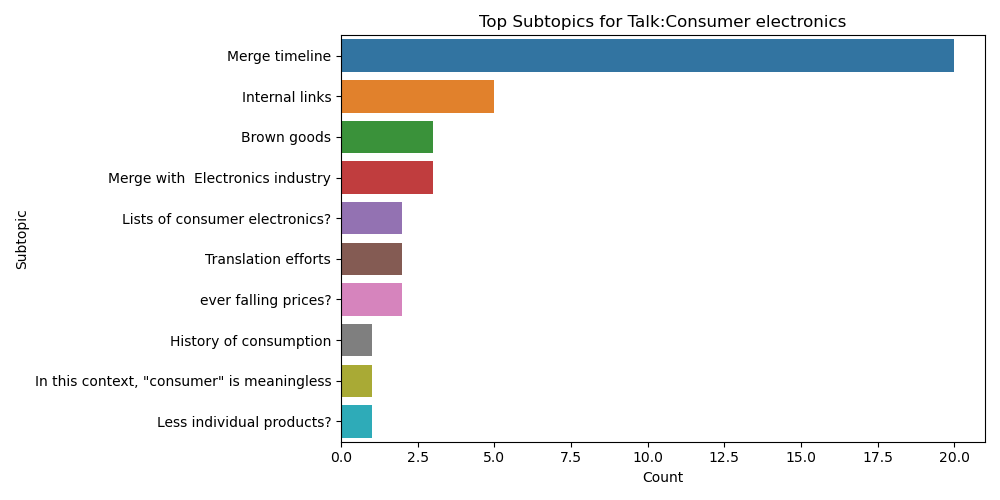 Top Subtopics for Talk:Consumer electronics
Subtopic
Merge timeline
Internal links
Brown goods
Merge with  Electronics industry
Lists of consumer electronics?
Translation efforts
ever falling prices?
History of consumption
In this context, "consumer" is meaningless
Less individual products?
0.0 2.5 5.0 7.5 10.0 12.5 15.0 17.5 20.0
Count